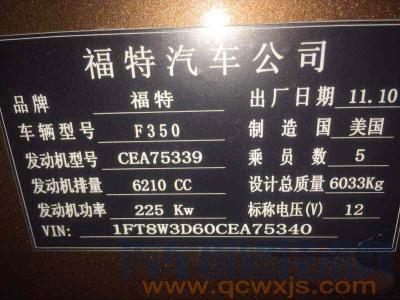 福特汽车公司
品牌 福特 出厂日期 11.10
车辆型号 F350 制造国 美国
发动机型号 CEA75339 乘员数 5
发动机排量 6210 CC 设计总质量 6033Kg
发动机功率 225 Kw 标称电压(V) 12
VIN: 1FT8W3D60CEA75340
www.qcwxjs.com